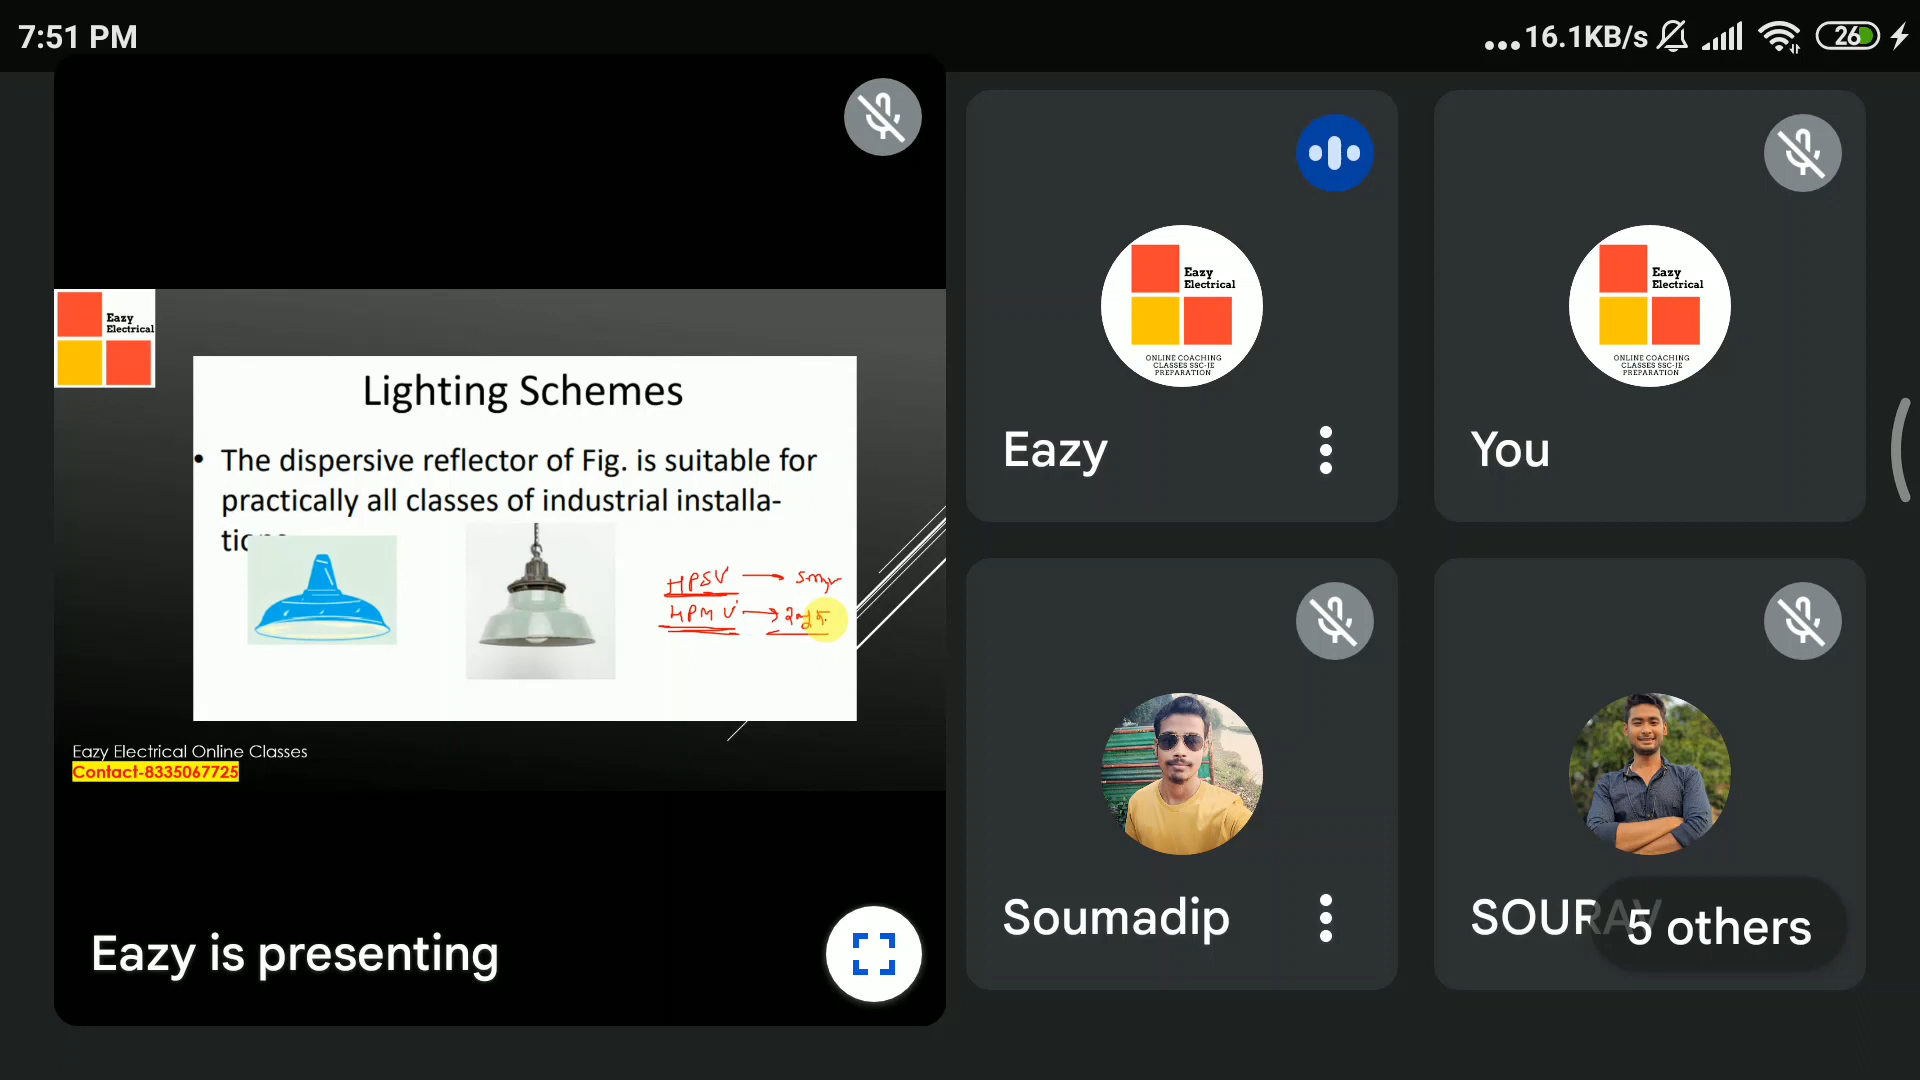 7:51 PM
...16.1KB/s
26
Eazy
Electrical
Lighting Schemes
• The dispersive reflector of Fig. is suitable for
practically all classes of industrial installa-
HPSV →
HPMV →
Eazy Electrical Online Classes
Contact-8335067725
Eazy is presenting
Eazy
Electrical
ONLINE COACHING
CLASSES SSC-JE
PREPARATION
Eazy
Eazy
Electrical
ONLINE COACHING
CLASSES SSC-JE
PREPARATION
You
Soumadip
SOURAV
5 others